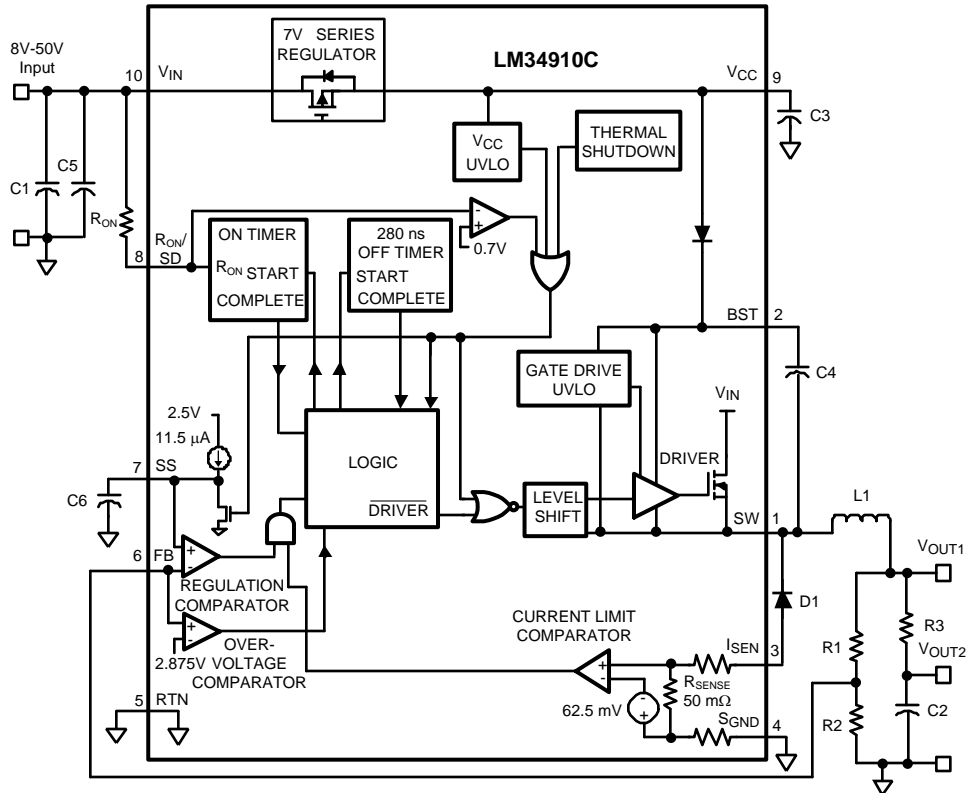 7V SERIES
REGULATOR
LM34910C
8V-50V
Input
10
VIN
VCC
9
C3
VCC
UVLO
THERMAL
SHUTDOWN
C5
C1
RON
8
RON/
SD
ON TIMER
RON START
COMPLETE
280 ns
OFF TIMER
START
COMPLETE
-
+
0.7V
BST
2
C4
GATE DRIVE
UVLO
VIN
2.5V
11.5 μA
7
SS
C6
LOGIC
DRIVER
LEVEL
SHIFT
DRIVER
SW
1
L1
6
FB
+
-
REGULATION
COMPARATOR
+
-
2.875V
OVER-
VOLTAGE
COMPARATOR
VOUT1
D1
R3
R1
VOUT2
C2
R2
CURRENT LIMIT
COMPARATOR
+
-
ISEN
3
RSENSE
50 mΩ
62.5 mV
-
+
SGND
4
5
RTN